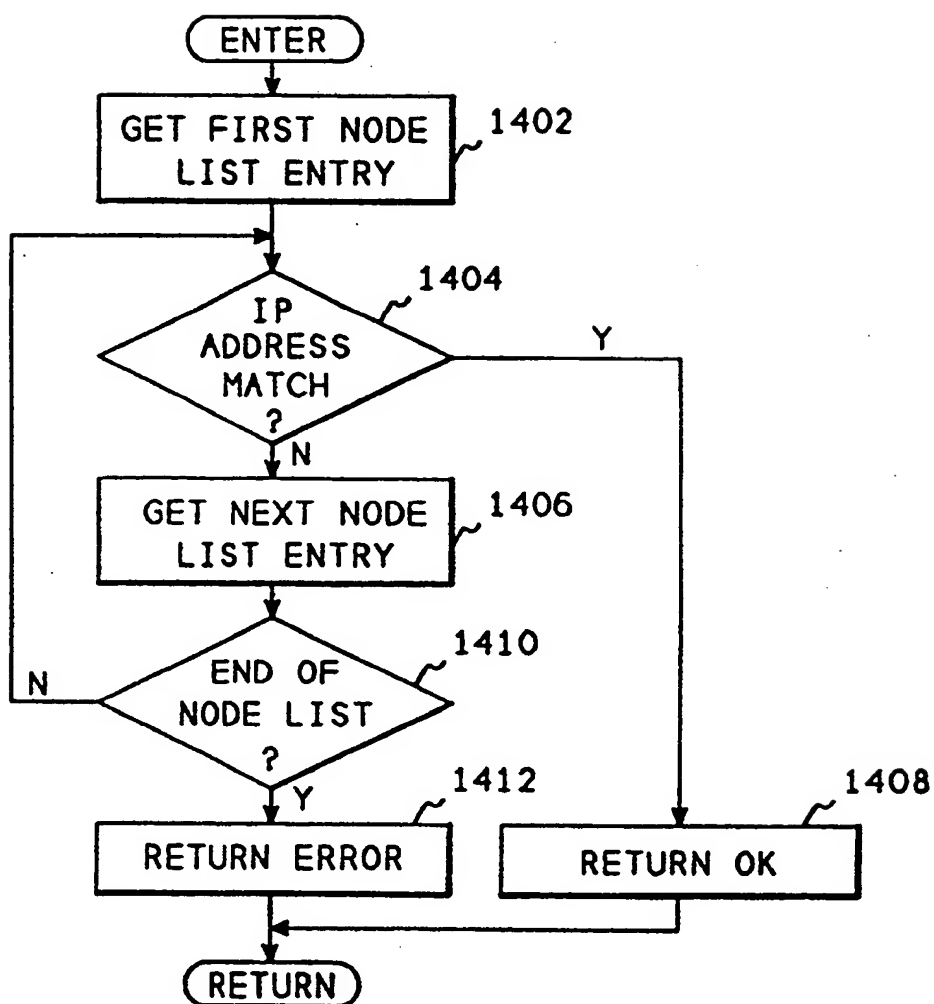 ENTER
GET FIRST NODE
LIST ENTRY
1402
1404
IP
ADDRESS
MATCH
?
Y
N
GET NEXT NODE
LIST ENTRY
1406
1410
END OF
NODE LIST
?
N
Y
1412
RETURN ERROR
1408
RETURN OK
RETURN